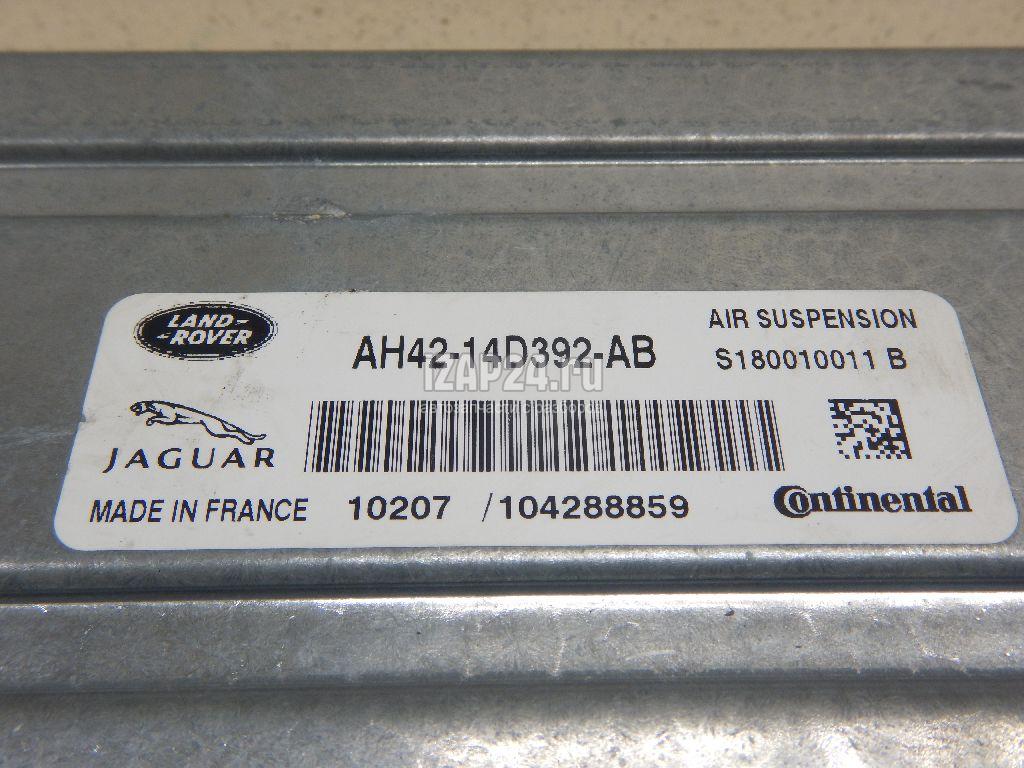 LAND-
-ROVER
AH42-14D392-AB
AIR SUSPENSION
S180010011 B
iZAP24.ru
JAGUAR
MADE IN FRANCE
10207 /104288859
Continental